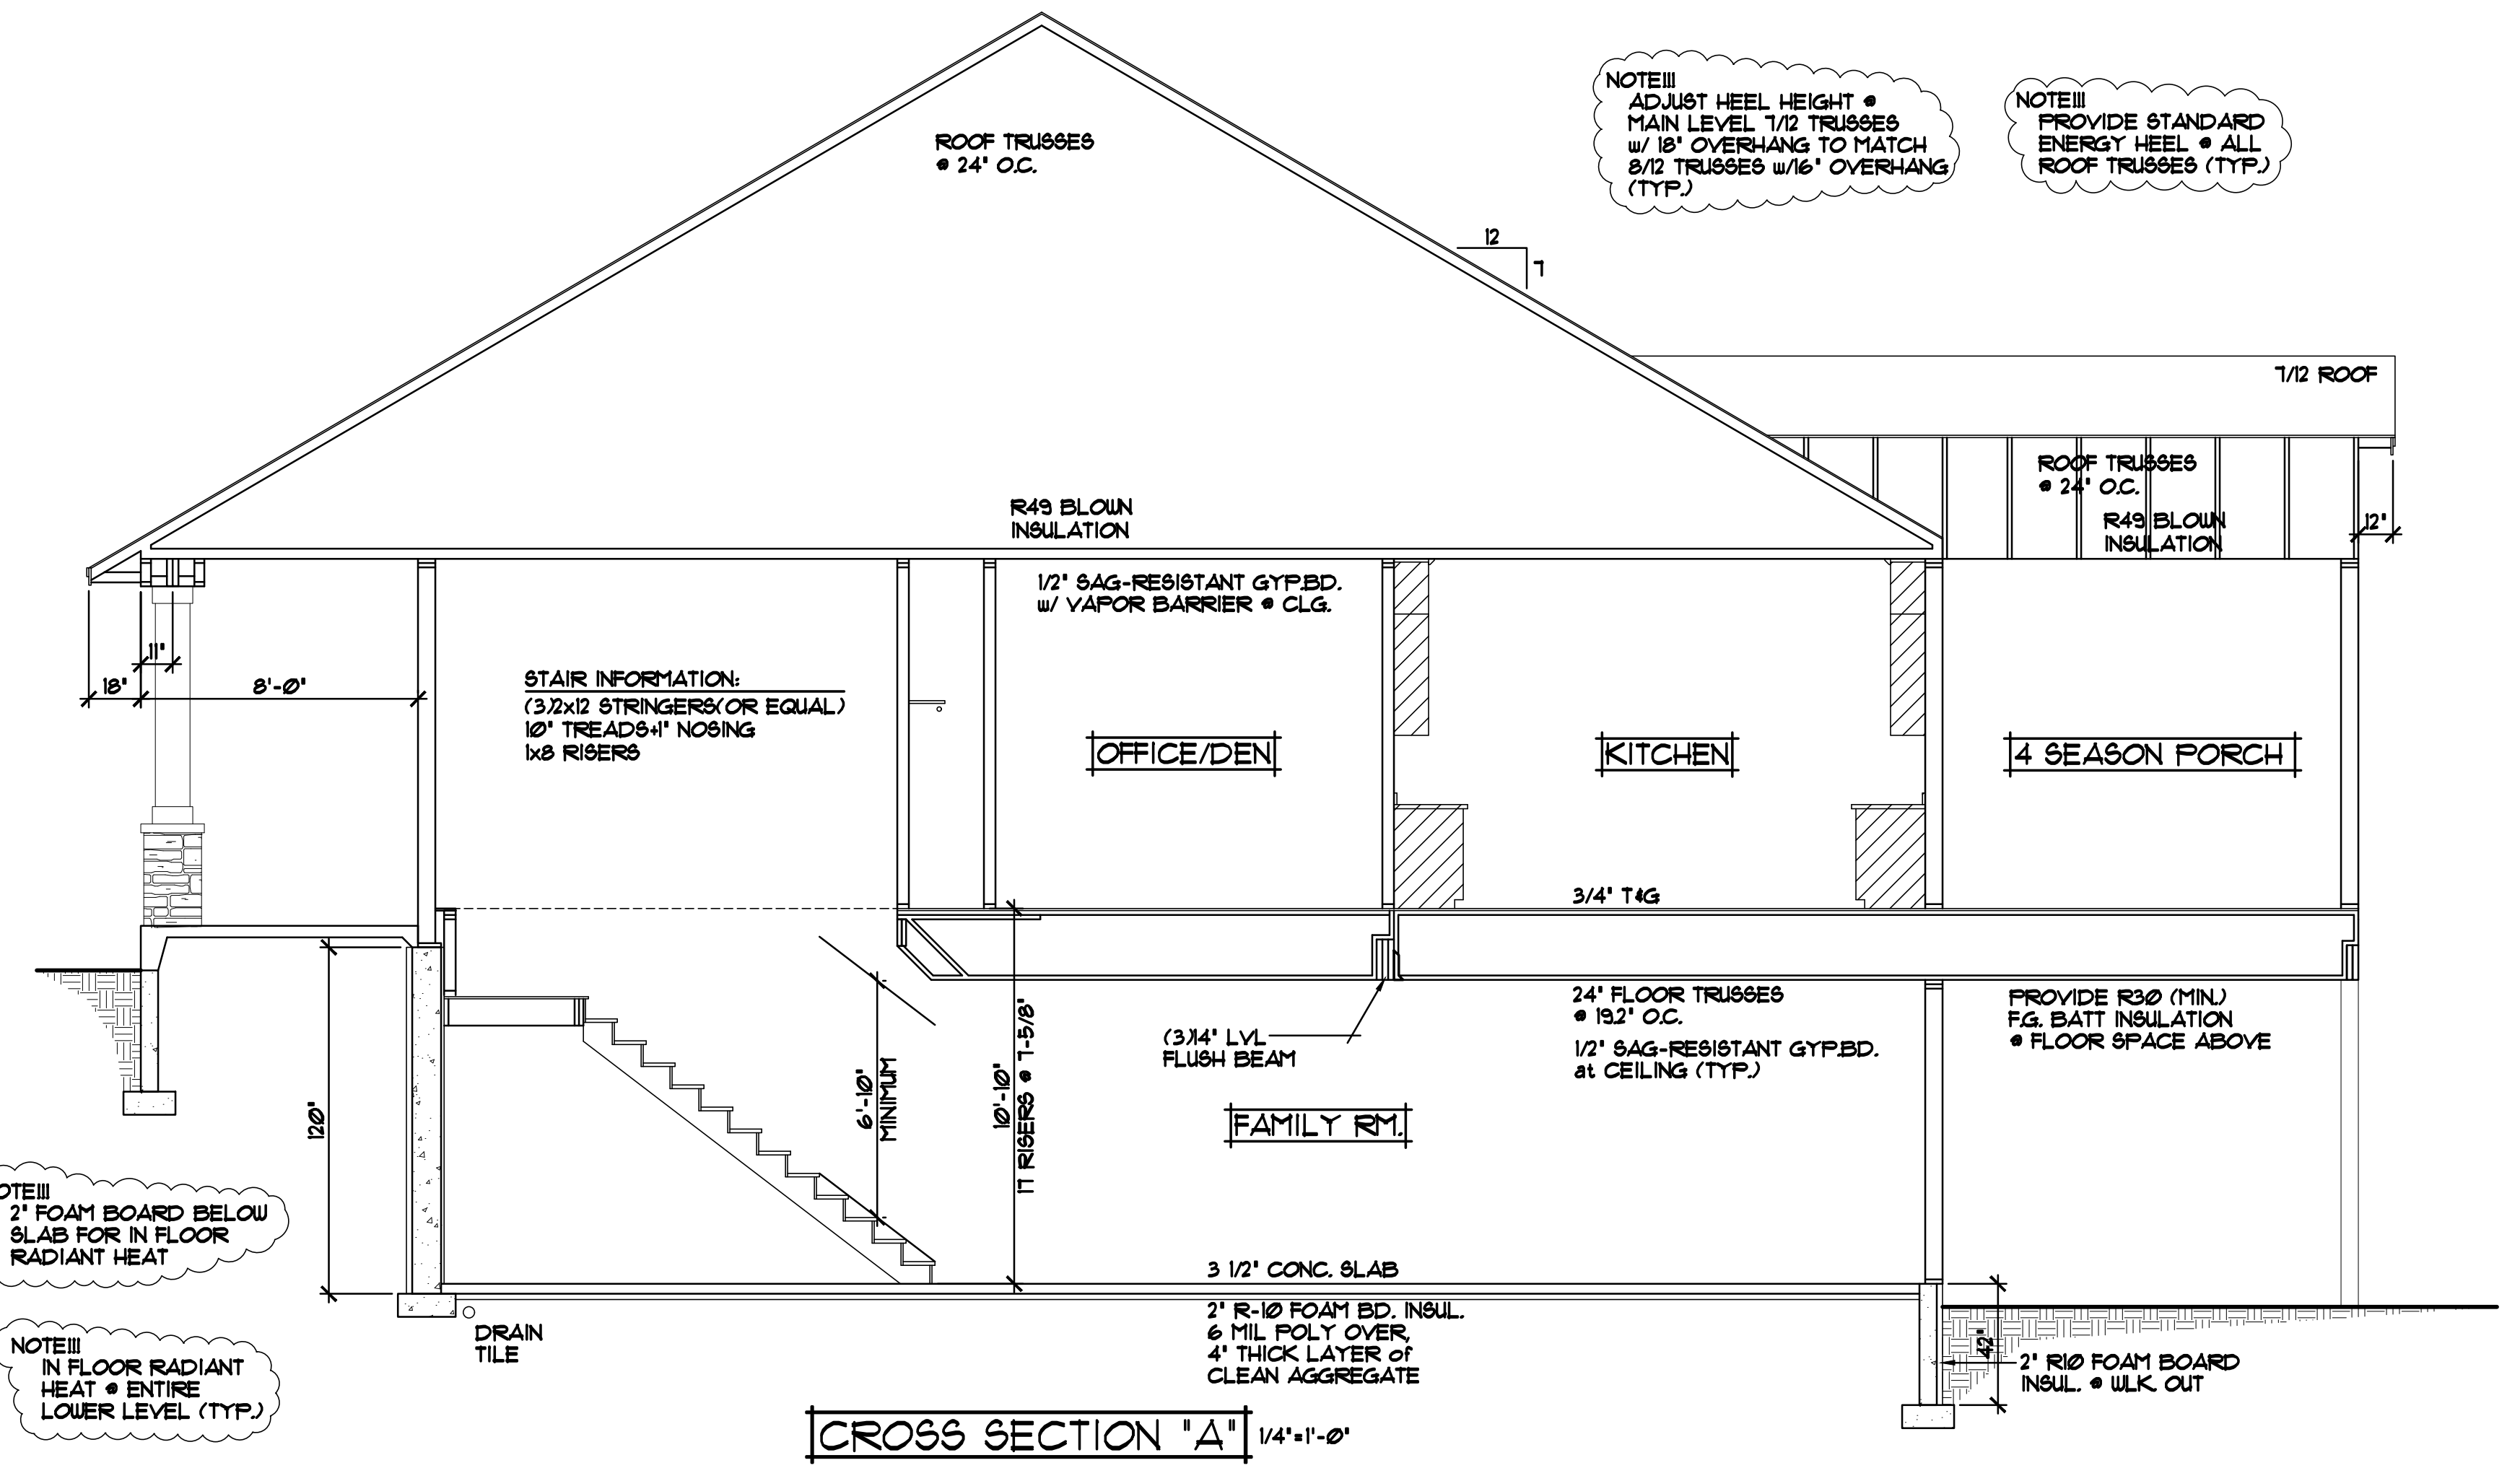 NOTE!!!
ADJUST HEEL HEIGHT @
MAIN LEVEL 7/12 TRUSSES
w/ 18" OVERHANG TO MATCH
8/12 TRUSSES w/16" OVERHANG
(TYP.)
NOTE!!!
PROVIDE STANDARD
ENERGY HEEL @ ALL
ROOF TRUSSES (TYP.)
ROOF TRUSSES
@ 24" O.C.
12
7
7/12 ROOF
ROOF TRUSSES
@ 24" O.C.
R49 BLOWN
INSULATION
12"
R49 BLOWN
INSULATION
1/2" SAG-RESISTANT GYP.BD.
w/ VAPOR BARRIER @ CLG.
11"
18"
8'-0"
STAIR INFORMATION:
(3)2x12 STRINGERS(OR EQUAL)
10" TREADS+1" NOSING
1x8 RISERS
OFFICE/DEN
KITCHEN
4 SEASON PORCH
3/4" T&G
24" FLOOR TRUSSES
@ 19.2" O.C.
1/2" SAG-RESISTANT GYP.BD.
at CEILING (TYP.)
PROVIDE R30 (MIN.)
F.G. BATT INSULATION
@ FLOOR SPACE ABOVE
(3)14" LVL
FLUSH BEAM
120"
6'-10"
MINIMUM
10'-10"
17 RISERS @ 7-5/8"
FAMILY RM.
OTE!!!
2" FOAM BOARD BELOW
SLAB FOR IN FLOOR
RADIANT HEAT
3 1/2" CONC. SLAB
2" R-10 FOAM BD. INSUL.
6 MIL POLY OVER,
4" THICK LAYER of
CLEAN AGGREGATE
DRAIN
TILE
NOTE!!!
IN FLOOR RADIANT
HEAT @ ENTIRE
LOWER LEVEL (TYP.)
42"
2" R10 FOAM BOARD
INSUL. @ WLK. OUT
CROSS SECTION "A"
1/4"=1'-0"